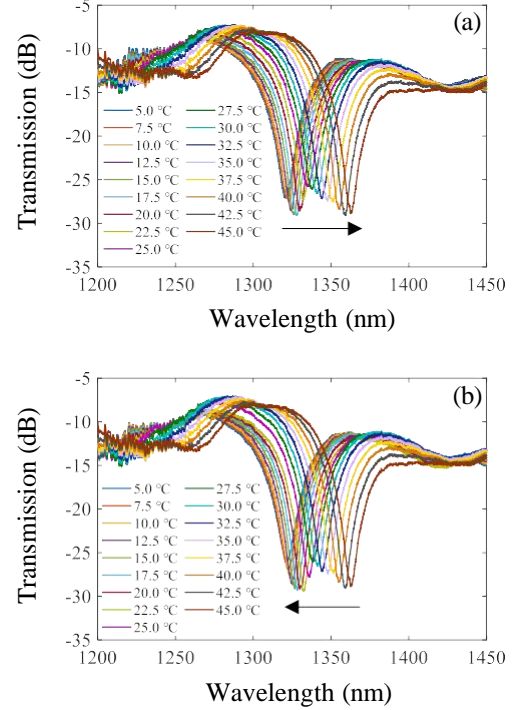 (a)
-5
-10
-15
-20
-25
-30
-35
Transmission (dB)
5.0 ℃ 27.5 ℃
7.5 ℃ 30.0 ℃
10.0 ℃ 32.5 ℃
12.5 ℃ 35.0 ℃
15.0 ℃ 37.5 ℃
17.5 ℃ 40.0 ℃
20.0 ℃ 42.5 ℃
22.5 ℃ 45.0 ℃
25.0 ℃
1200 1250 1300 1350 1400 1450
Wavelength (nm)
(b)
-5
-10
-15
-20
-25
-30
-35
Transmission (dB)
5.0 ℃ 27.5 ℃
7.5 ℃ 30.0 ℃
10.0 ℃ 32.5 ℃
12.5 ℃ 35.0 ℃
15.0 ℃ 37.5 ℃
17.5 ℃ 40.0 ℃
20.0 ℃ 42.5 ℃
22.5 ℃ 45.0 ℃
25.0 ℃
1200 1250 1300 1350 1400 1450
Wavelength (nm)